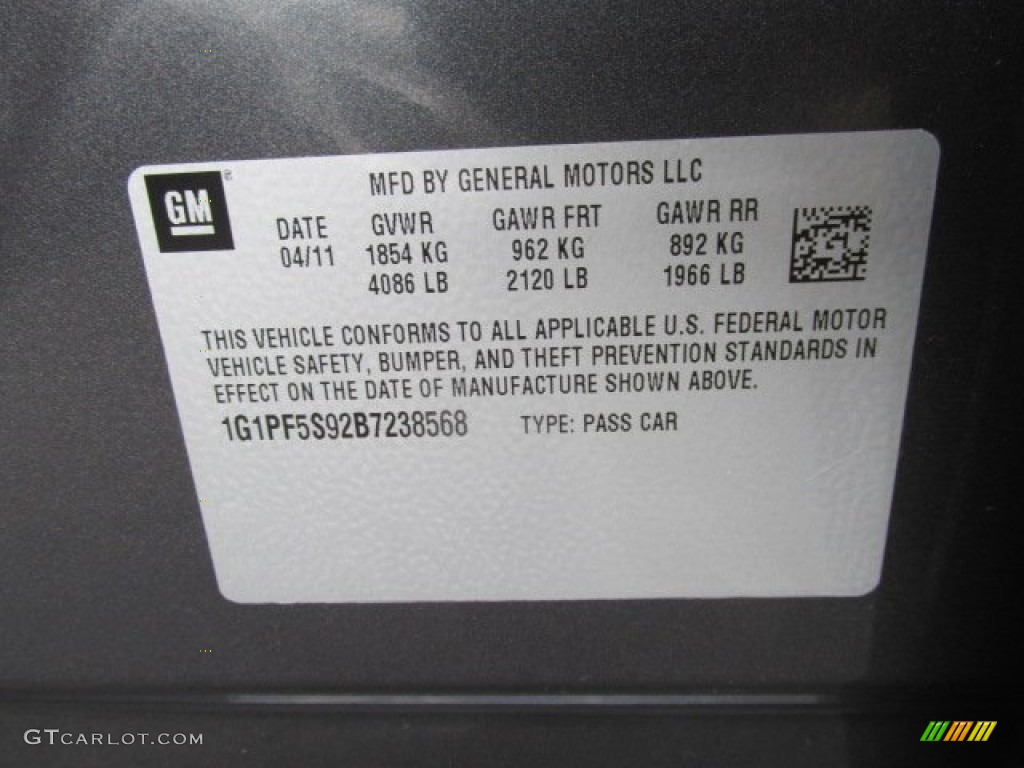 GM ®
MFD BY GENERAL MOTORS LLC
DATE GVWR GAWR FRT GAWR RR
04/11 1854 KG 962 KG 892 KG
4086 LB 2120 LB 1966 LB
THIS VEHICLE CONFORMS TO ALL APPLICABLE U.S. FEDERAL MOTOR
VEHICLE SAFETY, BUMPER, AND THEFT PREVENTION STANDARDS IN
EFFECT ON THE DATE OF MANUFACTURE SHOWN ABOVE.
1G1PF5S92B7238568 TYPE: PASS CAR
GTCARLOT.COM